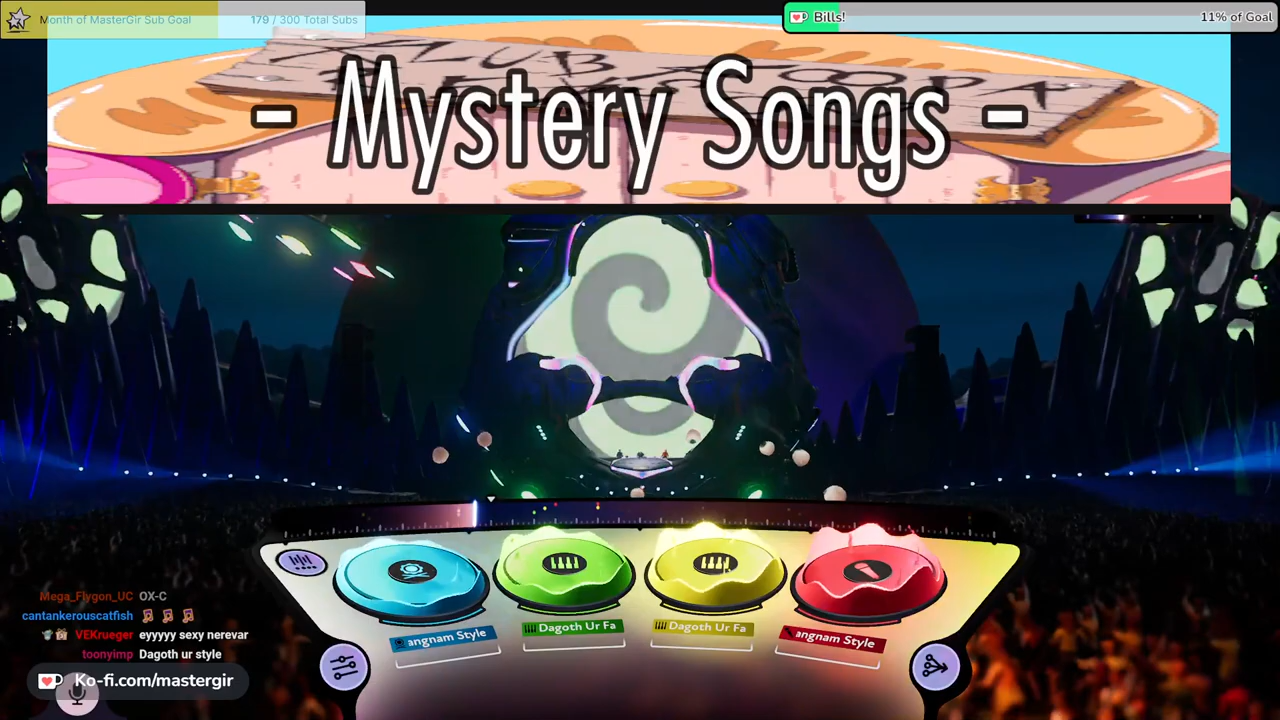 Month of MasterGir Sub Goal
179 / 300 Total Subs
Bills!
11% of Goal
- Mystery Songs -
angnam Style
Dagoth Ur Fa
Dagoth Ur Fa
angnam Style
Mega_Flygon_UC OX-C
cantankerouscatfish
VEKrueger eyyyyy sexy nerevar
toonyimp Dagoth ur style
Ko-fi.com/mastergir